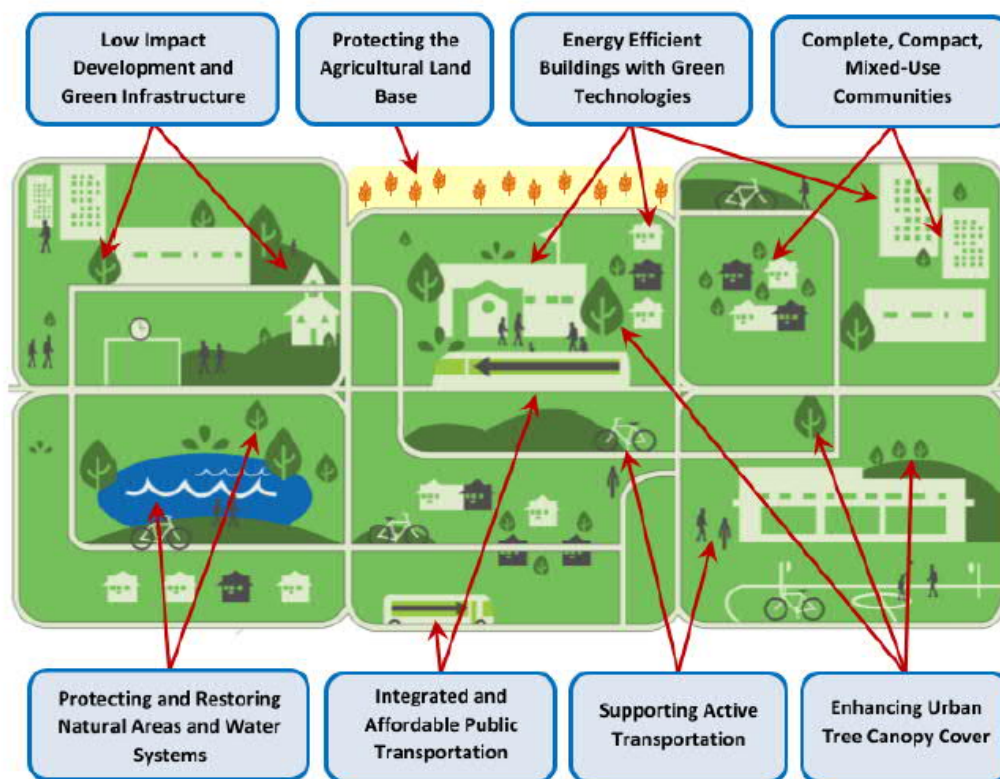 Low Impact
Development and
Green Infrastructure
Protecting the
Agricultural Land
Base
Energy Efficient
Buildings with Green
Technologies
Complete, Compact,
Mixed-Use
Communities
Protecting and Restoring
Natural Areas and Water
Systems
Integrated and
Affordable Public
Transportation
Supporting Active
Transportation
Enhancing Urban
Tree Canopy Cover